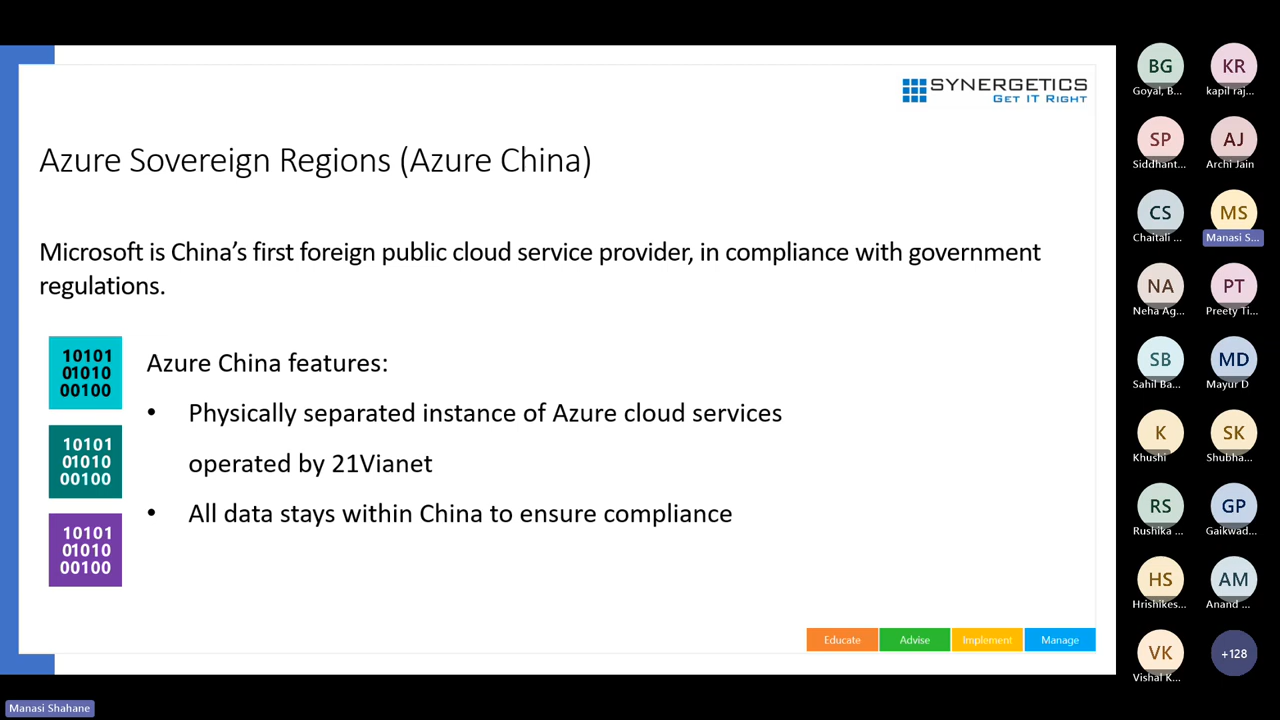 SYNERGETICS
GET IT RIGHT
Azure Sovereign Regions (Azure China)
Microsoft is China’s first foreign public cloud service provider, in compliance with government
regulations.
10101
01010
00100
10101
01010
00100
10101
01010
00100
Azure China features:
• Physically separated instance of Azure cloud services
operated by 21Vianet
• All data stays within China to ensure compliance
Educate
Advise
Implement
Manage
BG
Goyal, B...
KR
kapil raj...
SP
Siddhant...
AJ
Archi Jain
CS
Chaitali ...
MS
Manasi S...
NA
Neha Ag...
PT
Preety Ti...
SB
Sahil Ba...
MD
Mayur D
K
Khushi
SK
Shubha...
RS
Rushika ...
GP
Gaikwad...
HS
Hrishikes...
AM
Anand ...
VK
Vishal K...
+128
Manasi Shahane